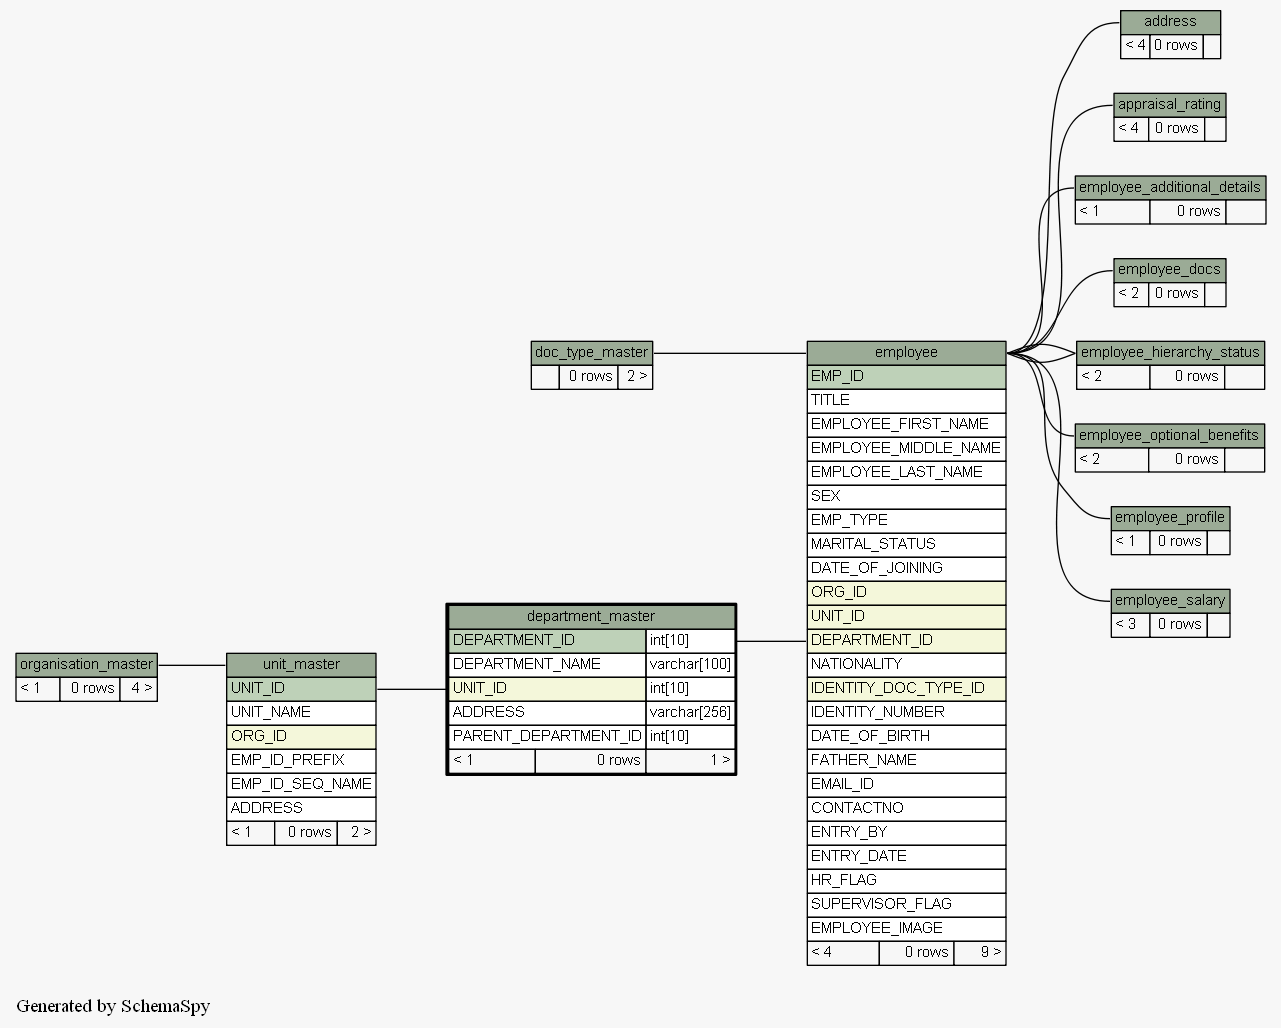 address
< 4 0 rows
appraisal_rating
< 4 0 rows
employee_additional_details
< 1 0 rows
employee_docs
< 2 0 rows
doc_type_master
0 rows 2 >
employee_hierarchy_status
< 2 0 rows
employee_optional_benefits
< 2 0 rows
employee_profile
< 1 0 rows
employee_salary
< 3 0 rows
employee
EMP_ID
TITLE
EMPLOYEE_FIRST_NAME
EMPLOYEE_MIDDLE_NAME
EMPLOYEE_LAST_NAME
SEX
EMP_TYPE
MARITAL_STATUS
DATE_OF_JOINING
ORG_ID
UNIT_ID
DEPARTMENT_ID
NATIONALITY
IDENTITY_DOC_TYPE_ID
IDENTITY_NUMBER
DATE_OF_BIRTH
FATHER_NAME
EMAIL_ID
CONTACTNO
ENTRY_BY
ENTRY_DATE
HR_FLAG
SUPERVISOR_FLAG
EMPLOYEE_IMAGE
< 4 0 rows 9 >
department_master
DEPARTMENT_ID int[10]
DEPARTMENT_NAME varchar[100]
UNIT_ID int[10]
ADDRESS varchar[256]
PARENT_DEPARTMENT_ID int[10]
< 1 0 rows 1 >
organisation_master
< 1 0 rows 4 >
unit_master
UNIT_ID
UNIT_NAME
ORG_ID
EMP_ID_PREFIX
EMP_ID_SEQ_NAME
ADDRESS
< 1 0 rows 2 >
Generated by SchemaSpy